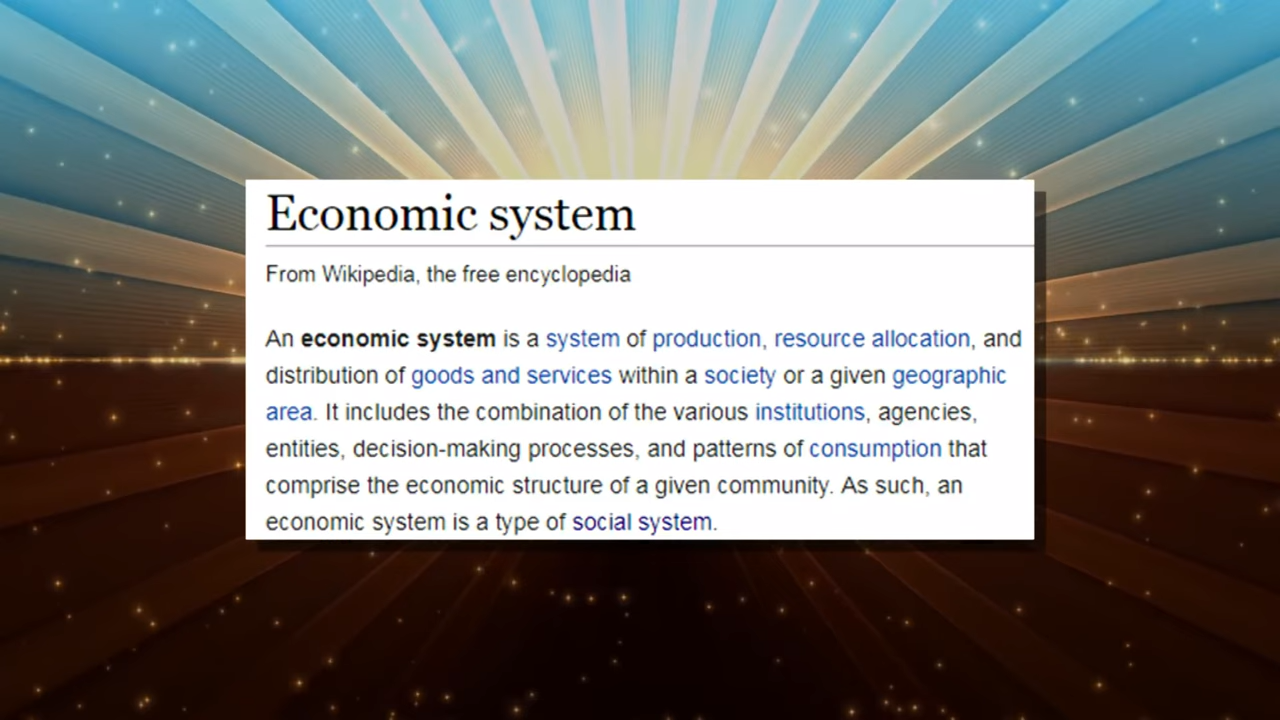 Economic system
From Wikipedia, the free encyclopedia
An economic system is a system of production, resource allocation, and
distribution of goods and services within a society or a given geographic
area. It includes the combination of the various institutions, agencies,
entities, decision-making processes, and patterns of consumption that
comprise the economic structure of a given community. As such, an
economic system is a type of social system.